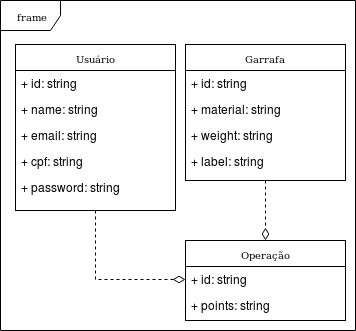 frame
Usuário
+ id: string
+ name: string
+ email: string
+ cpf: string
+ password: string
Garrafa
+ id: string
+ material: string
+ weight: string
+ label: string
Operação
+ id: string
+ points: string